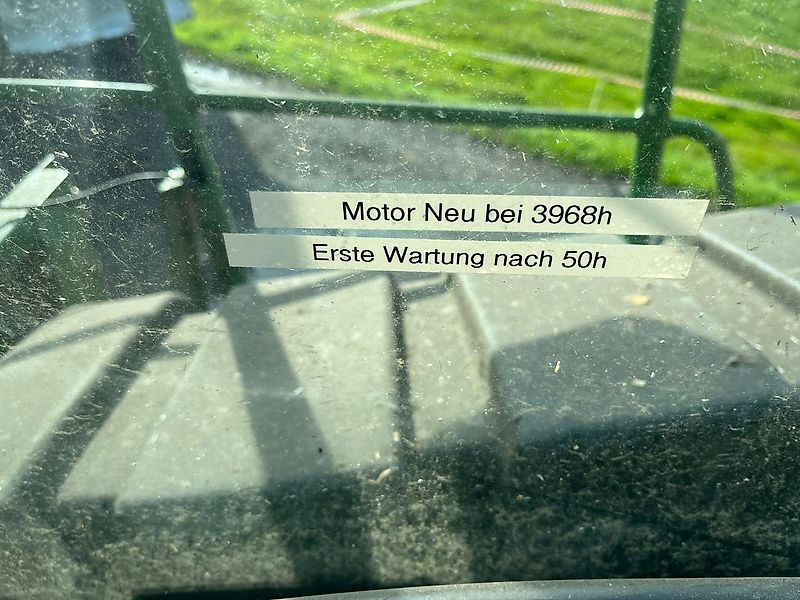 Motor Neu bei 3968h
Erste Wartung nach 50h